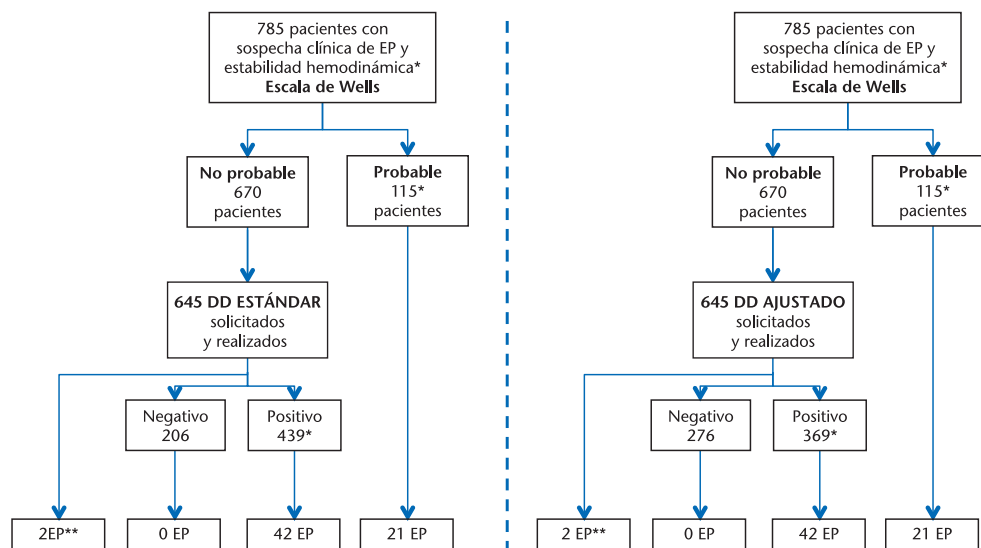 785 pacientes con
sospecha clínica de EP y
estabilidad hemodinámica*
Escala de Wells
No probable
670
pacientes
Probable
115*
pacientes
645 DD ESTÁNDAR
solicitados
y realizados
Negativo
206
Positivo
439*
2EP**
0 EP
42 EP
21 EP
785 pacientes con
sospecha clínica de EP y
estabilidad hemodinámica*
Escala de Wells
No probable
670
pacientes
Probable
115*
pacientes
645 DD AJUSTADO
solicitados
y realizados
Negativo
276
Positivo
369*
2 EP**
0 EP
42 EP
21 EP